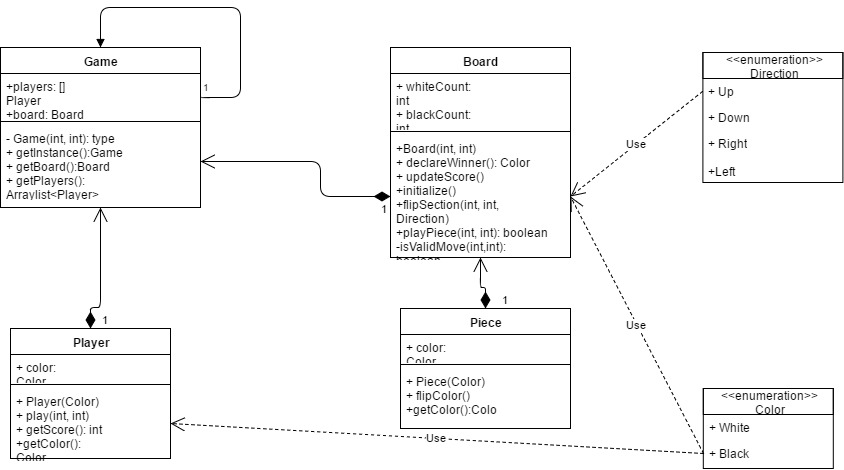 Game
+players: []
Player
+board: Board
- Game(int, int): type
+ getInstance():Game
+ getBoard():Board
+ getPlayers():
Arraylist<Player>
1
Board
+ whiteCount:
int
+ blackCount:
int
+Board(int, int)
+ declareWinner(): Color
+ updateScore()
+initialize()
+flipSection(int, int,
Direction)
+playPiece(int, int): boolean
-isValidMove(int,int):
boolean
1
<<enumeration>>
Direction
+ Up
+ Down
+ Right
+Left
Use
1
Player
+ color:
Color
+ Player(Color)
+ play(int, int)
+ getScore(): int
+getColor():
Color
1
Piece
+ color:
Color
+ Piece(Color)
+ flipColor()
+getColor():Colo
Use
<<enumeration>>
Color
+ White
+ Black
Use